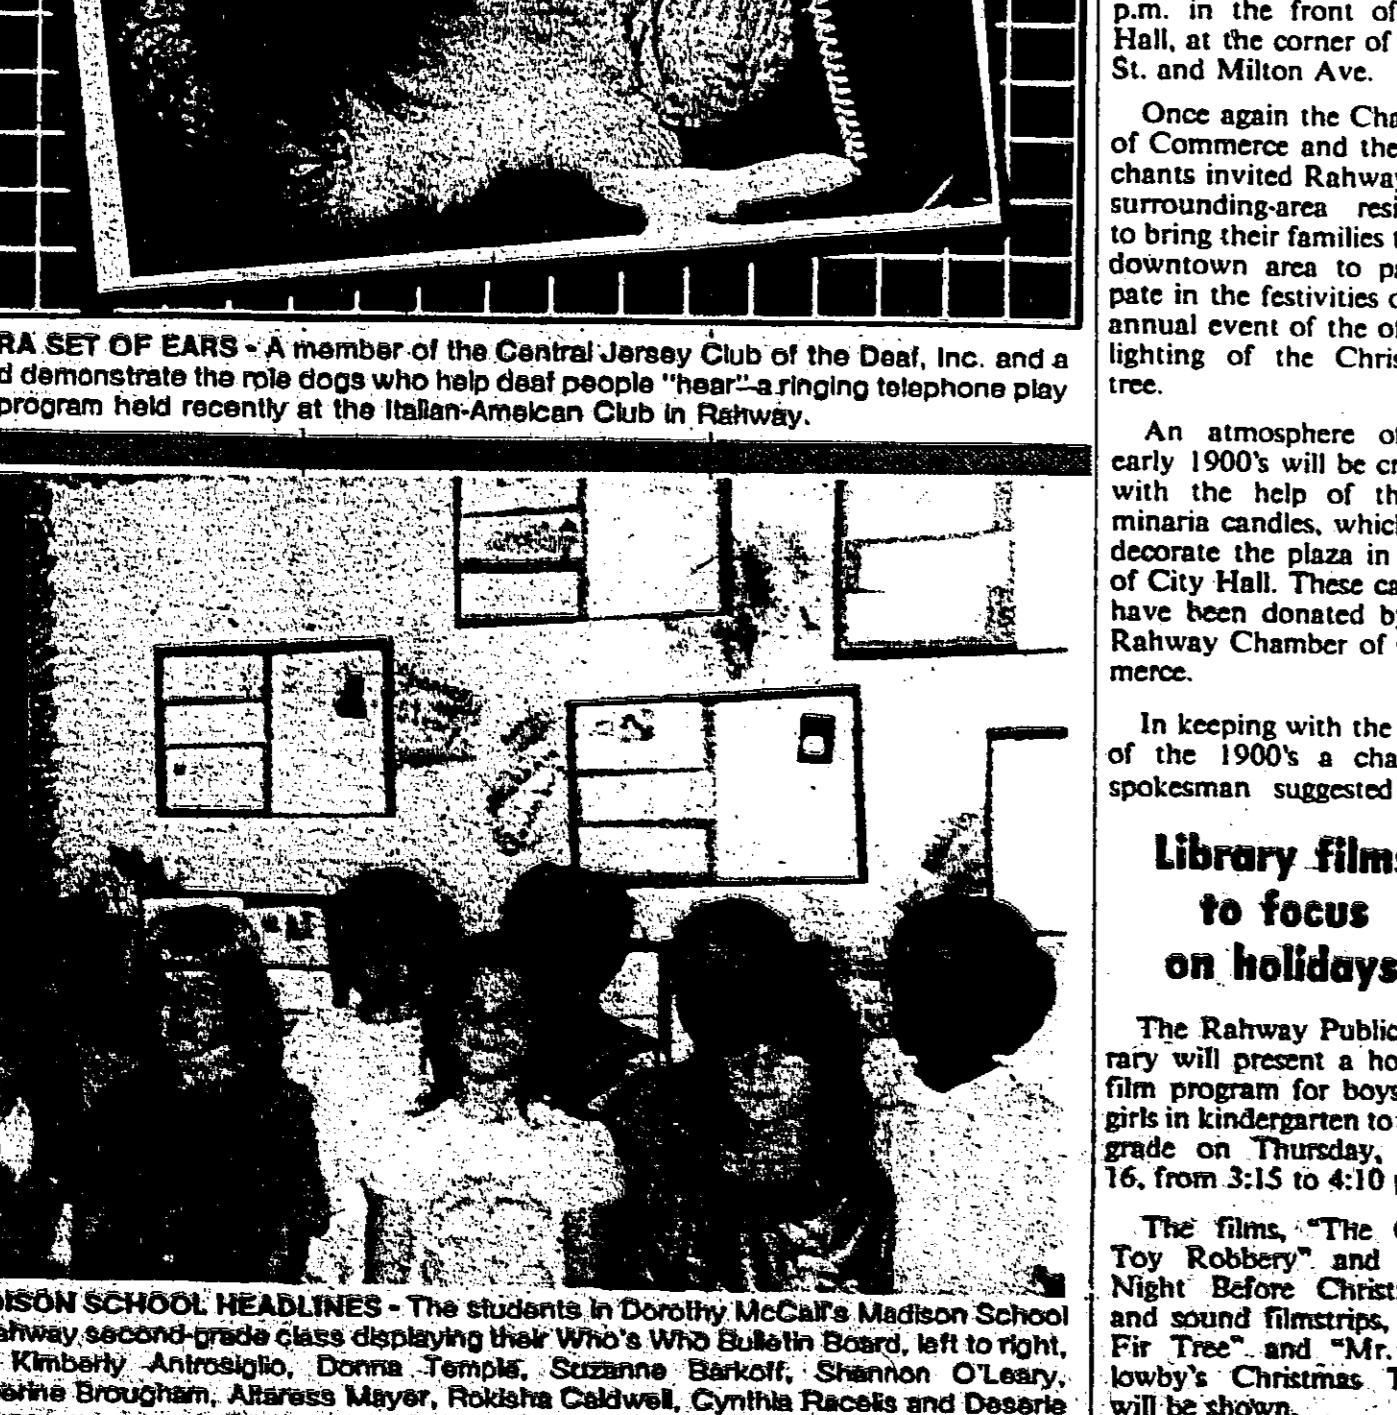 RA SET OF EARS - A member of the Central Jersey Club of the Deaf, Inc. and a
d demonstrate the role dogs who help deaf people "hear" a ringing telephone play
program held recently at the Italian-Ameican Club in Rahway.
DISON SCHOOL HEADLINES - The students in Dorothy McCall's Madison School
ahway second-grade class displaying their Who's Who Bulletin Board, left to right,
Kimberly Antrosiglio, Donna Temple, Suzanne Barkoff, Shannon O'Leary,
erine Brougham, Altaress Mayer, Rokisha Caldwell, Cynthia Racelis and Deserie
p.m. in the front of
Hall, at the corner of
St. and Milton Ave.
Once again the Cha
of Commerce and the
chants invited Rahway
surrounding-area resi
to bring their families t
downtown area to pa
pate in the festivities o
annual event of the of
lighting of the Chris
tree.
An atmosphere of
early 1900's will be cr
with the help of th
minaria candles, which
decorate the plaza in
of City Hall. These ca
have been donated by
Rahway Chamber of
merce.
In keeping with the
of the 1900's a cha
spokesman suggested
Library films
to focus
on holidays
The Rahway Public
rary will present a ho
film program for boys
girls in kindergarten to
grade on Thursday,
16, from 3:15 to 4:10 p
The films, "The
Toy Robbery" and
Night Before Christ
and sound filmstrips,
Fir Tree" and "Mr.
lowby's Christmas T
will be shown.